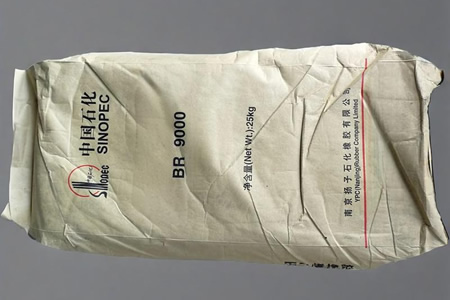 中国石化
SINOPEC
SINOPEC
BR 9000
净含量(Net Wt.):25kg
南京扬子石化橡胶有限公司
YPC(Nanjing)Rubber Company Limited